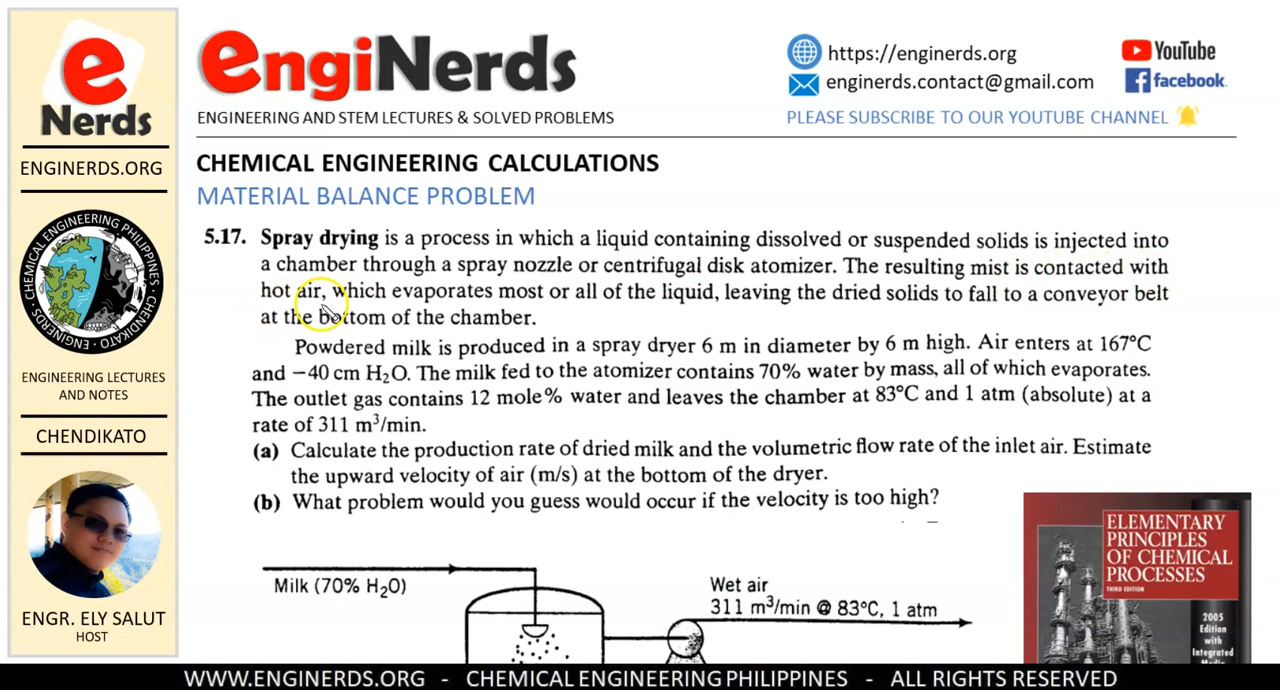 e
Nerds
ENGINERDS.ORG
CHEMICAL ENGINEERING PHILIPPINES
ENGINEERING · CHENDIKATO ·
ENGINEERING LECTURES
AND NOTES
CHENDIKATO
ENGR. ELY SALUT
HOST
engiNerds
ENGINEERING AND STEM LECTURES & SOLVED PROBLEMS
https://enginerds.org
enginerds.contact@gmail.com
YouTube
facebook
PLEASE SUBSCRIBE TO OUR YOUTUBE CHANNEL
CHEMICAL ENGINEERING CALCULATIONS
MATERIAL BALANCE PROBLEM
5.17. Spray drying is a process in which a liquid containing dissolved or suspended solids is injected into
a chamber through a spray nozzle or centrifugal disk atomizer. The resulting mist is contacted with
hot air, which evaporates most or all of the liquid, leaving the dried solids to fall to a conveyor belt
at the bottom of the chamber.
Powdered milk is produced in a spray dryer 6 m in diameter by 6 m high. Air enters at 167°C
and −40 cm H₂O. The milk fed to the atomizer contains 70% water by mass, all of which evaporates.
The outlet gas contains 12 mole% water and leaves the chamber at 83°C and 1 atm (absolute) at a
rate of 311 m³/min.
(a) Calculate the production rate of dried milk and the volumetric flow rate of the inlet air. Estimate
the upward velocity of air (m/s) at the bottom of the dryer.
(b) What problem would you guess would occur if the velocity is too high?
Milk (70% H₂O)
Wet air
311 m³/min @ 83°C, 1 atm
ELEMENTARY
PRINCIPLES
OF CHEMICAL
PROCESSES
THIRD EDITION
2005
Edition
with
Integrated
WWW.ENGINERDS.ORG - CHEMICAL ENGINEERING PHILIPPINES - ALL RIGHTS RESERVED